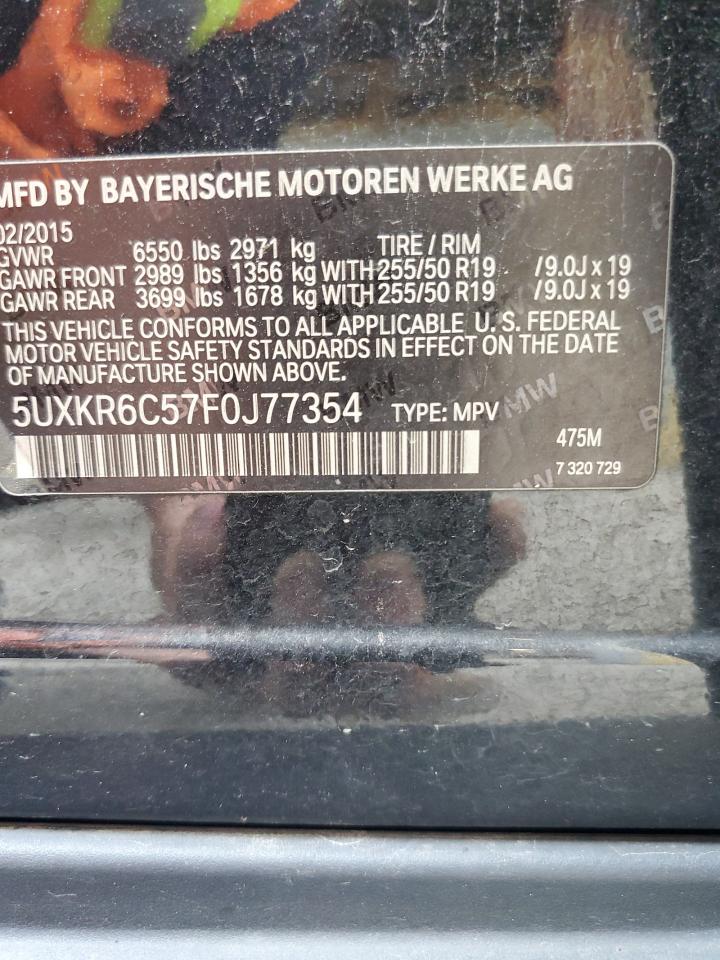 MFD BY BAYERISCHE MOTOREN WERKE AG
02/2015
GVWR 6550 lbs 2971 kg TIRE / RIM
GAWR FRONT 2989 lbs 1356 kg WITH 255/50 R19 /9.0J x 19
GAWR REAR 3699 lbs 1678 kg WITH 255/50 R19 /9.0J x 19
THIS VEHICLE CONFORMS TO ALL APPLICABLE U. S. FEDERAL
MOTOR VEHICLE SAFETY STANDARDS IN EFFECT ON THE DATE
OF MANUFACTURE SHOWN ABOVE.
5UXKR6C57F0J77354 TYPE: MPV
475M
7 320 729